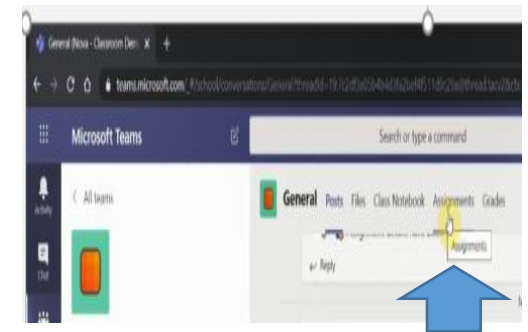 General (Nova - Classroom Der
teams.microsoft.com
Microsoft Teams
Search or type a command
Activity
All teams
General Posts Files Class Notebook Assignments Grades
Assignments
Chat
Reply